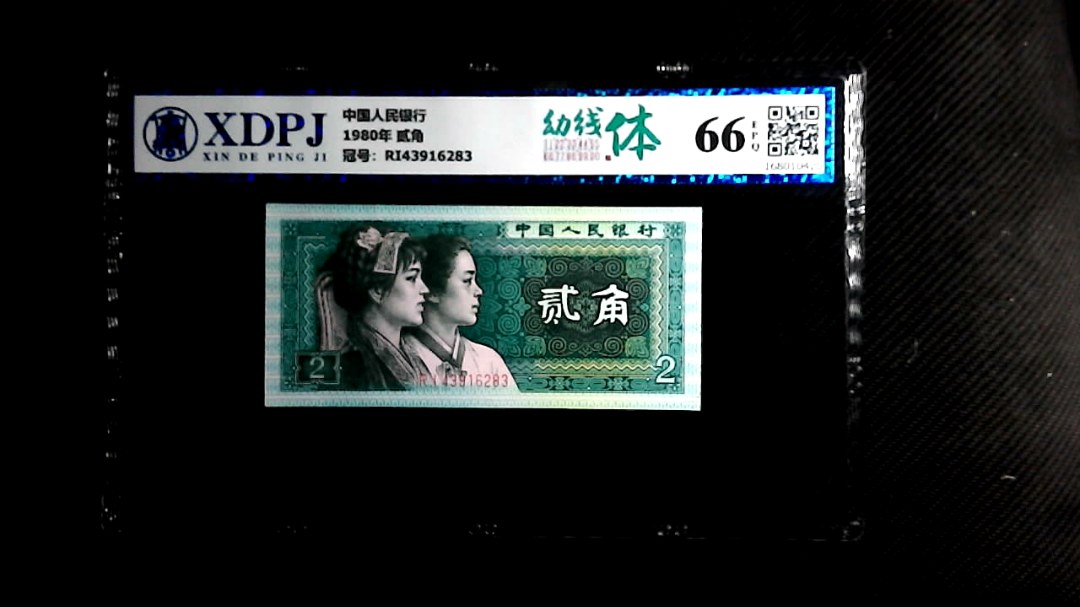 XDPJ
XIN DE PING JI
中国人民银行
1980年 贰角
冠号：RI43916283
幼线体
66
EPQ
中国人民银行
贰角
2
RI43916283
2